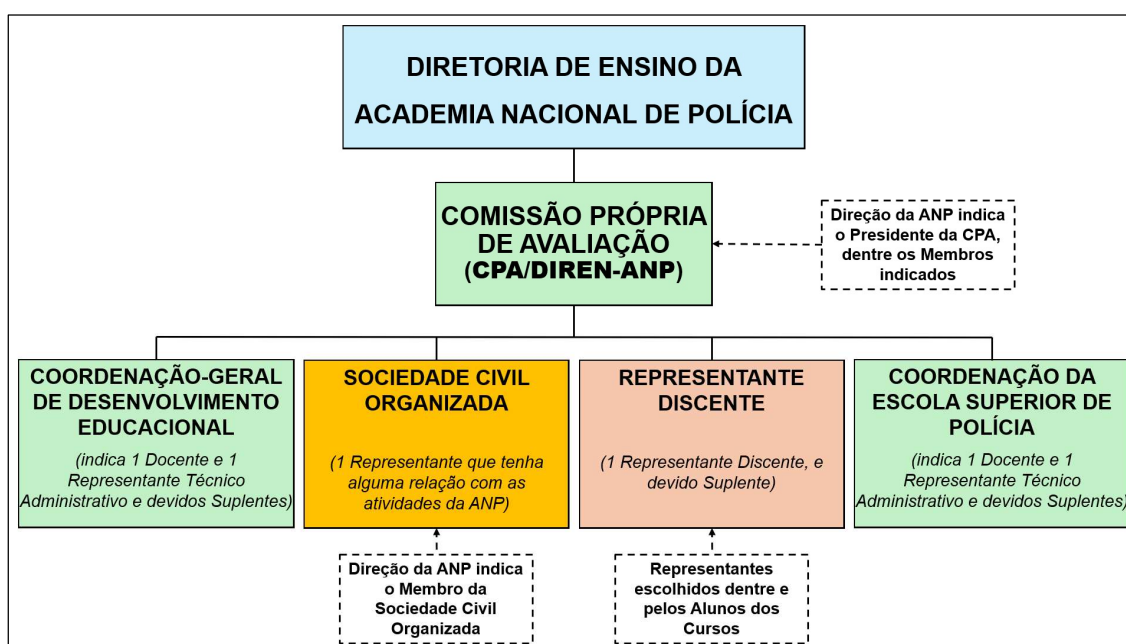 DIRETORIA DE ENSINO DA
ACADEMIA NACIONAL DE POLÍCIA
COMISSÃO PRÓPRIA
DE AVALIAÇÃO
(CPA/DIREN-ANP)
Direção da ANP indica
o Presidente da CPA,
dentre os Membros
indicados
COORDENAÇÃO-GERAL
DE DESENVOLVIMENTO
EDUCACIONAL
(indica 1 Docente e 1
Representante Técnico
Administrativo e devidos Suplentes)
SOCIEDADE CIVIL
ORGANIZADA
(1 Representante que tenha
alguma relação com as
atividades da ANP)
REPRESENTANTE
DISCENTE
(1 Representante Discente, e
devido Suplente)
COORDENAÇÃO DA
ESCOLA SUPERIOR DE
POLÍCIA
(indica 1 Docente e 1
Representante Técnico
Administrativo e devidos Suplentes)
Direção da ANP indica
o Membro da
Sociedade Civil
Organizada
Representantes
escolhidos dentre e
pelos Alunos dos
Cursos